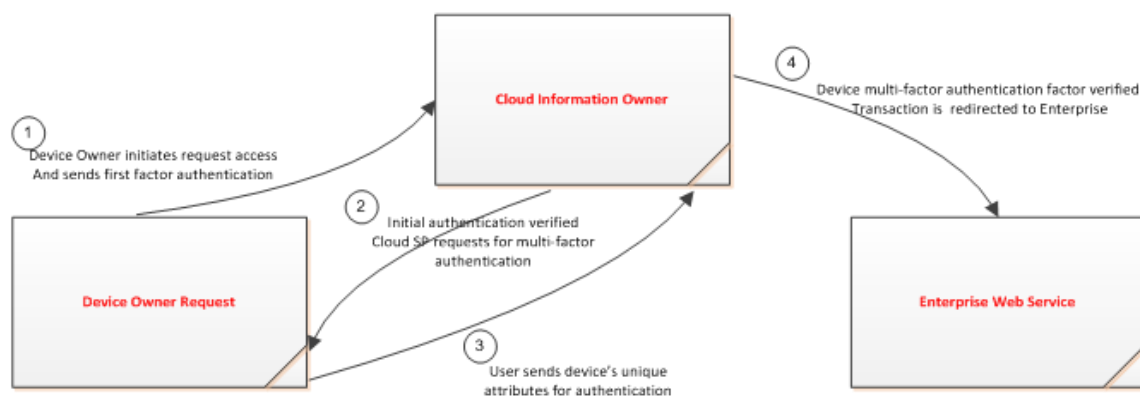 Cloud Information Owner
4
Device multi-factor authentication factor verified
Transaction is redirected to Enterprise
1
Device Owner initiates request access
And sends first factor authentication
2
Initial authentication verified
Cloud SP requests for multi-factor
authentication
Device Owner Request
Enterprise Web Service
3
User sends device's unique
attributes for authentication